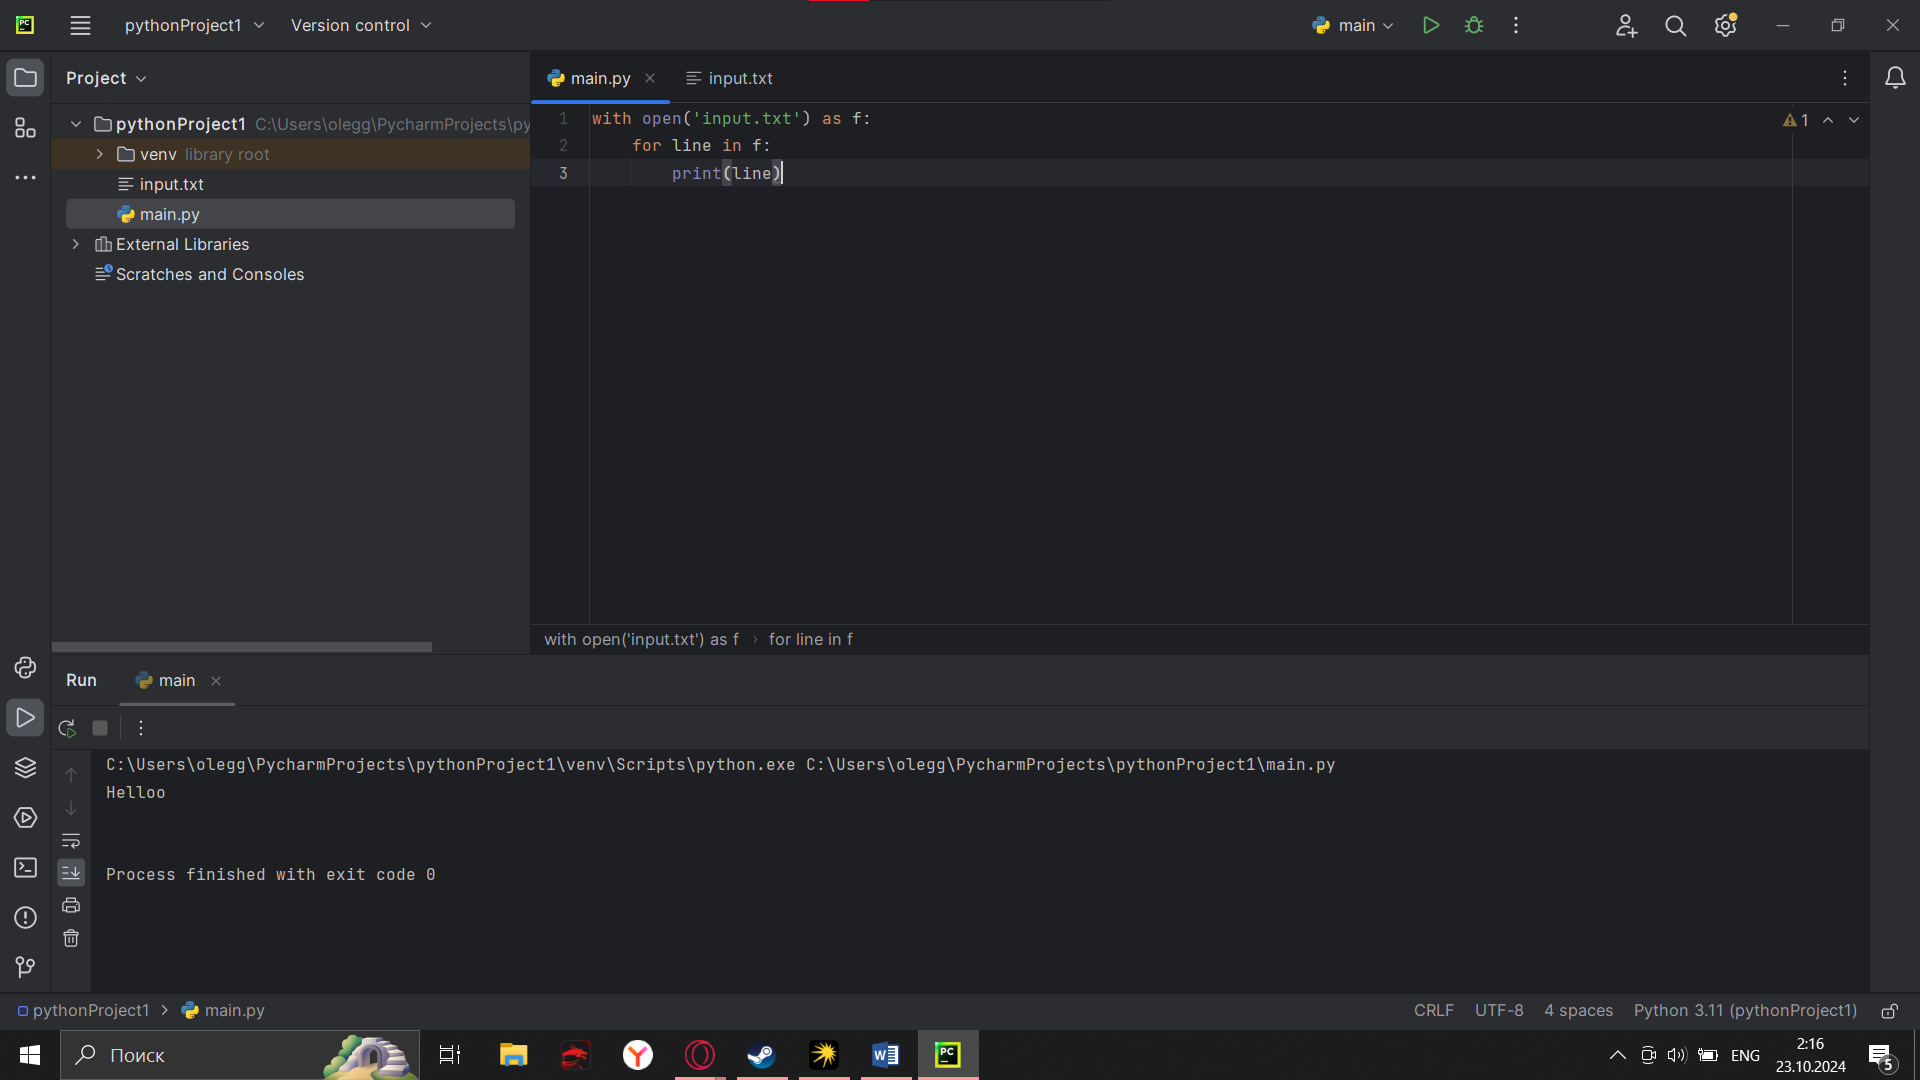 PC
pythonProject1
Version control
main
Project
main.py
input.txt
pythonProject1 C:\Users\olegg\PycharmProjects\py
venv library root
input.txt
main.py
External Libraries
Scratches and Consoles
1 with open('input.txt') as f:
2 for line in f:
3 print(line)
1
with open('input.txt') as f › for line in f
Run
main
C:\Users\olegg\PycharmProjects\pythonProject1\venv\Scripts\python.exe C:\Users\olegg\PycharmProjects\pythonProject1\main.py
Helloo
Process finished with exit code 0
pythonProject1 > main.py
CRLF UTF-8 4 spaces Python 3.11 (pythonProject1)
Поиск
PC
ENG
2:16
23.10.2024
5